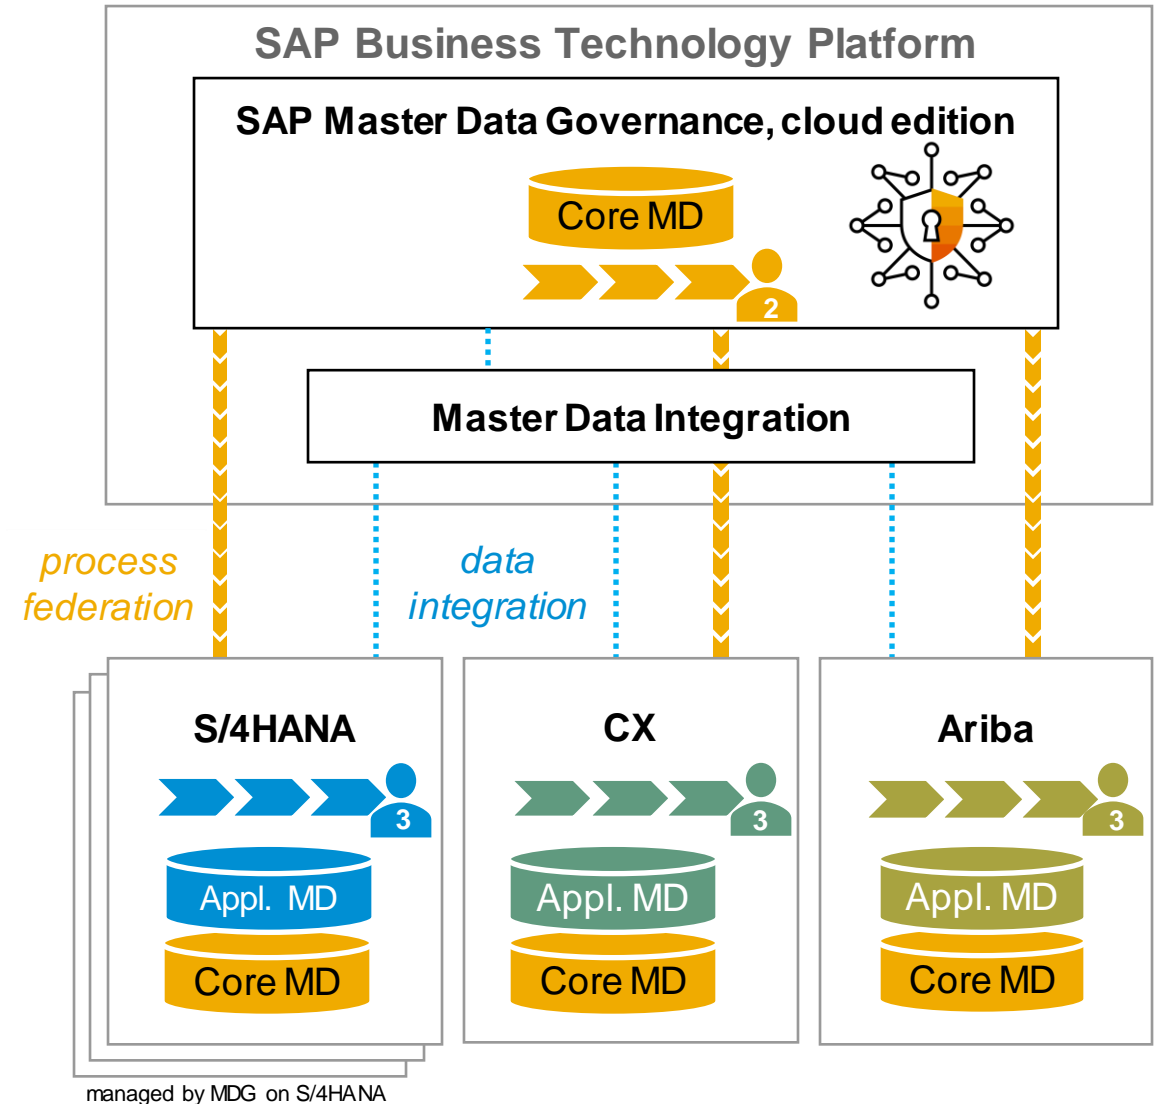 SAP Business Technology Platform
SAP Master Data Governance, cloud edition
Core MD
2
Master Data Integration
process
federation
data
integration
S/4HANA
3
Appl. MD
Core MD
CX
3
Appl. MD
Core MD
Ariba
3
Appl. MD
Core MD
managed by MDG on S/4HANA